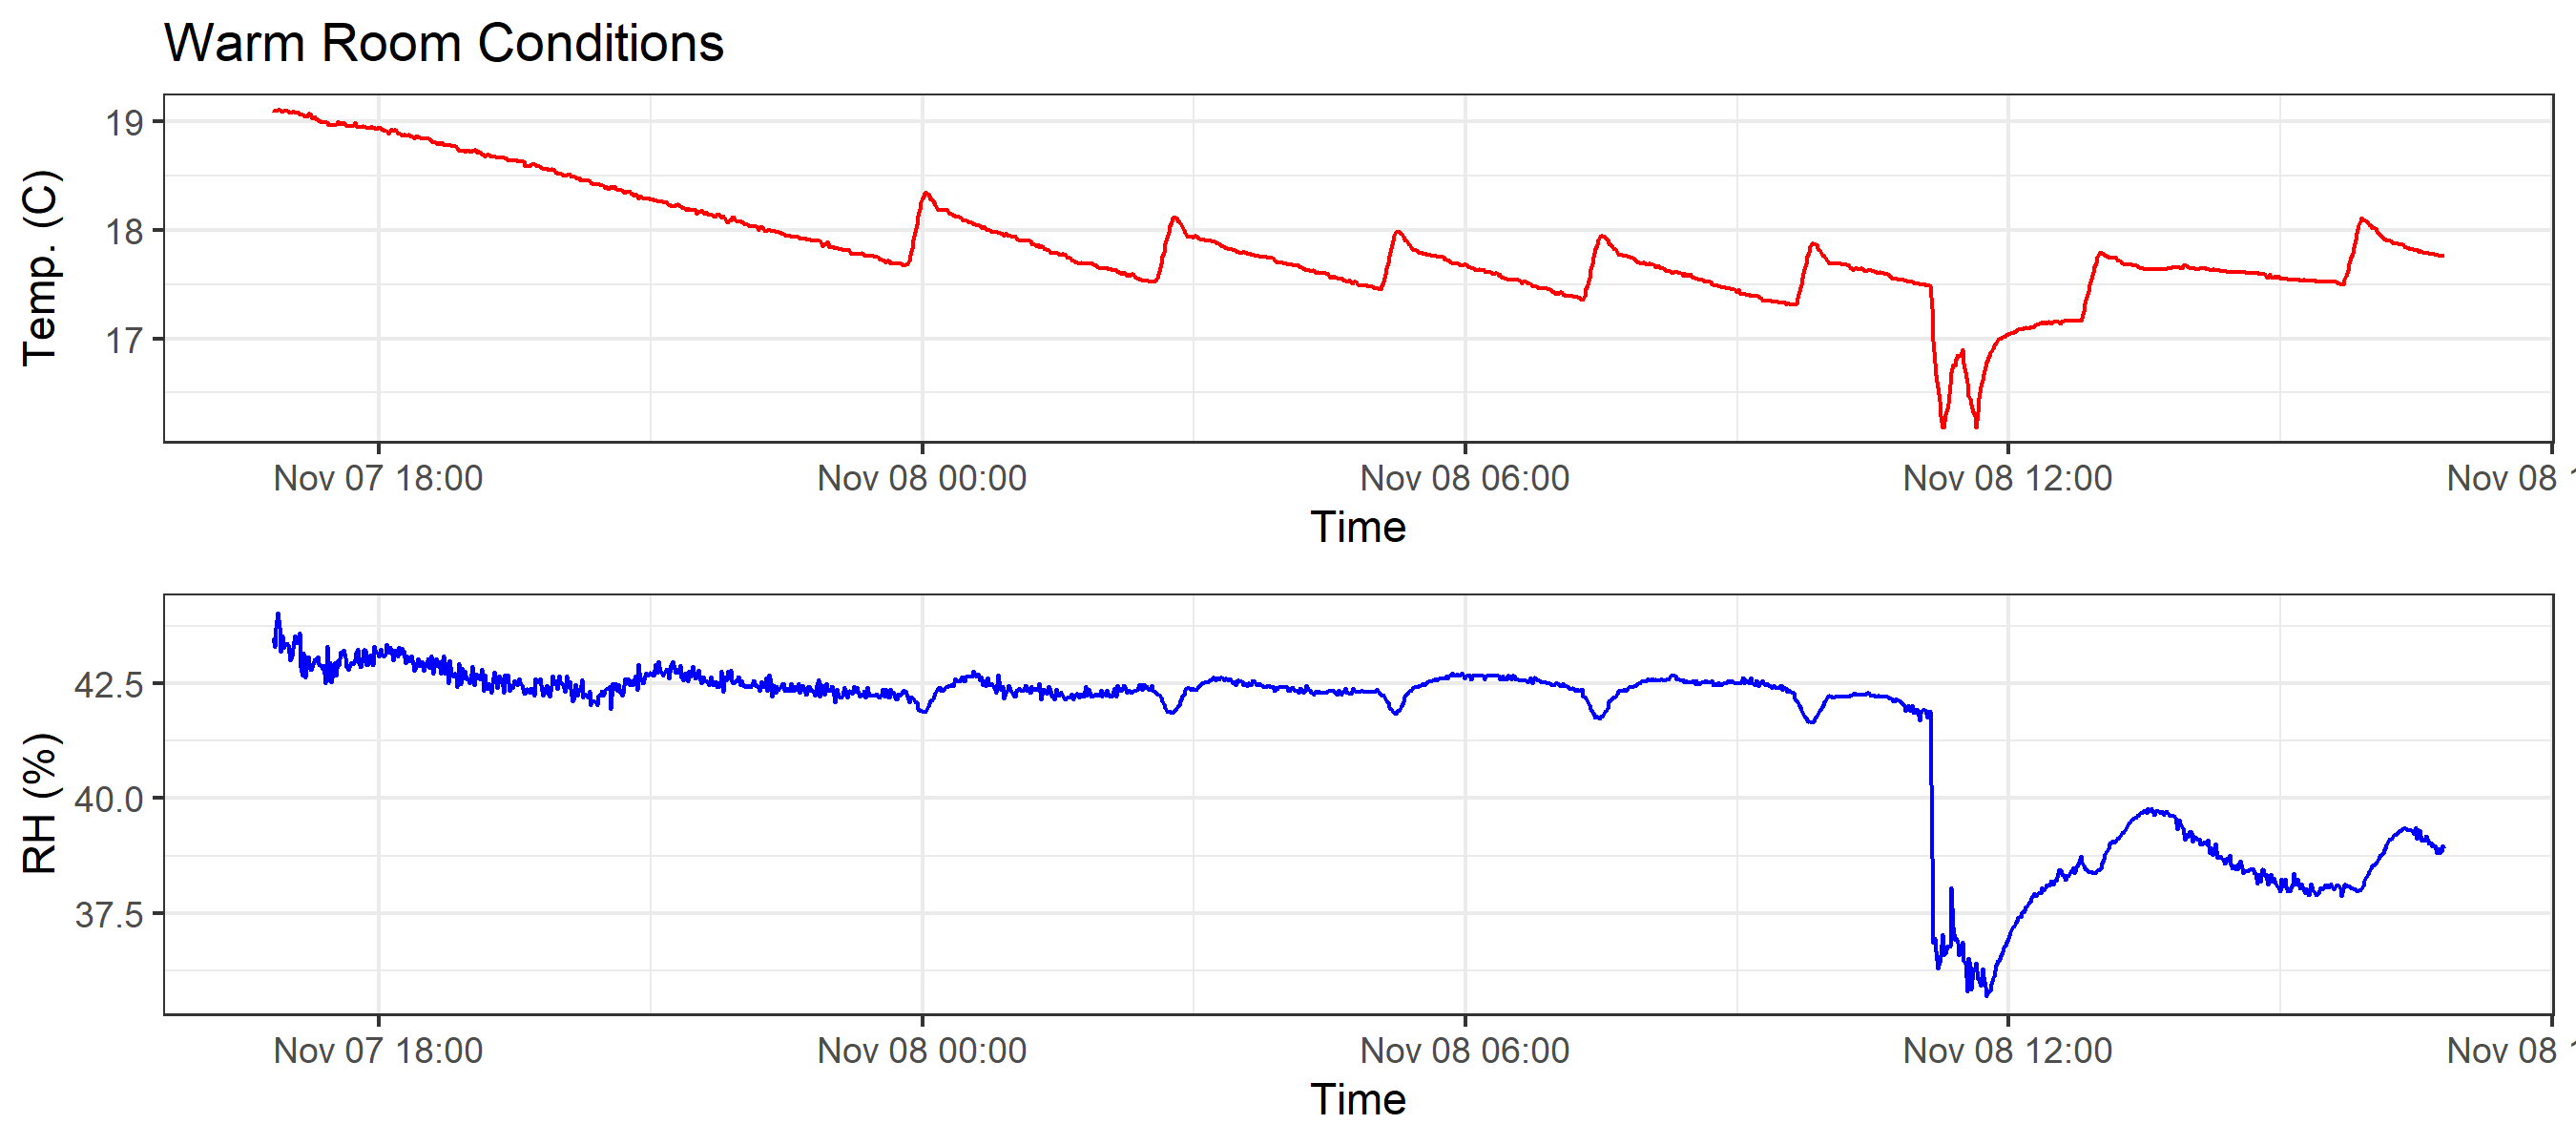 Warm Room Conditions
Temp. (C)
19
18
17
Nov 07 18:00 Nov 08 00:00 Nov 08 06:00 Nov 08 12:00 Nov 08 1
Time
RH (%)
42.5
40.0
37.5
Nov 07 18:00 Nov 08 00:00 Nov 08 06:00 Nov 08 12:00 Nov 08 1
Time